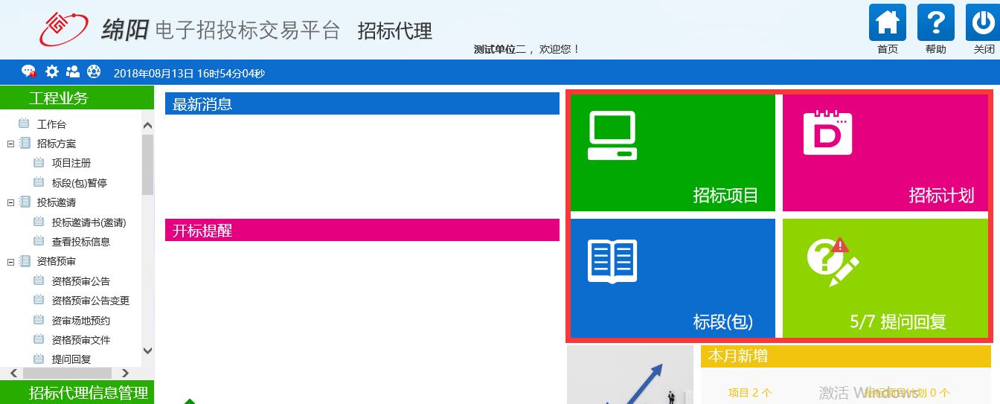 绵阳 电子招投标交易平台 招标代理
测试单位二 ，欢迎您！
首页 帮助 关闭
2018年08月13日 16时54分04秒
工程业务
工作台
招标方案
项目注册
标段(包)暂停
投标邀请
投标邀请书(邀请)
查看投标信息
资格预审
资格预审公告
资格预审公告变更
资审场地预约
资格预审文件
提问回复
招标代理信息管理
最新消息
开标提醒
招标项目
D
招标计划
标段(包)
5/7 提问回复
本月新增
项目 2 个
招标项目计划 0 个
激活 Windows